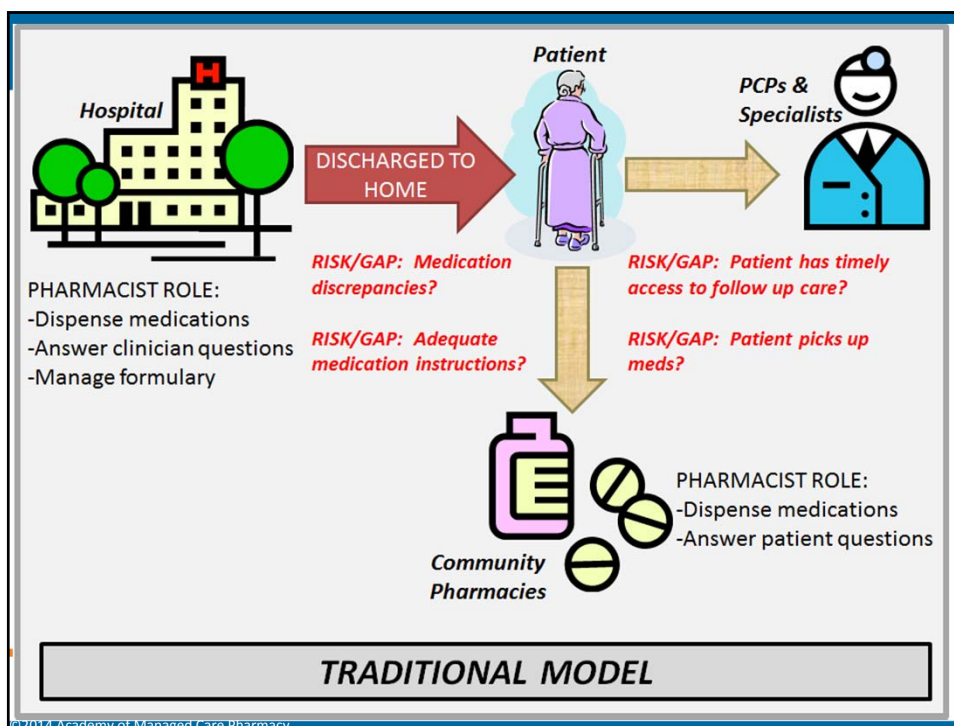 H
Hospital
Patient
PCPs &
Specialists
DISCHARGED TO
HOME
PHARMACIST ROLE:
-Dispense medications
-Answer clinician questions
-Manage formulary
RISK/GAP:  Medication
discrepancies?
RISK/GAP:  Adequate
medication instructions?
RISK/GAP:  Patient has timely
access to follow up care?
RISK/GAP:  Patient picks up
meds?
PHARMACIST ROLE:
-Dispense medications
-Answer patient questions
Community
Pharmacies
TRADITIONAL MODEL
©2014 Academy of Managed Care Pharmacy